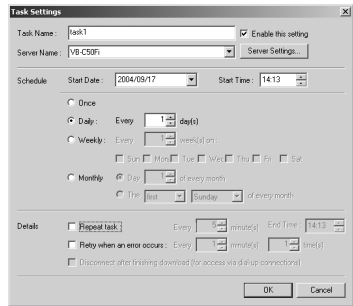 Task Settings
Task Name : task1 Enable this setting
Server Name : VB-C50Fi Server Settings...
Schedule Start Date : 2004/09/17 Start Time : 14:13
Once
Daily : Every 1 day(s)
Weekly : Every 1 week(s) on :
Sun Mon Tue Wed Thu Fri Sat
Monthly Day 1 of every month
The first Sunday of every month
Details Repeat task : Every 5 minute(s) End Time 14:13
Retry when an error occurs : Every 1 minute(s) 1 time(s)
Disconnect after finishing download (for access via dial-up connections)
OK Cancel